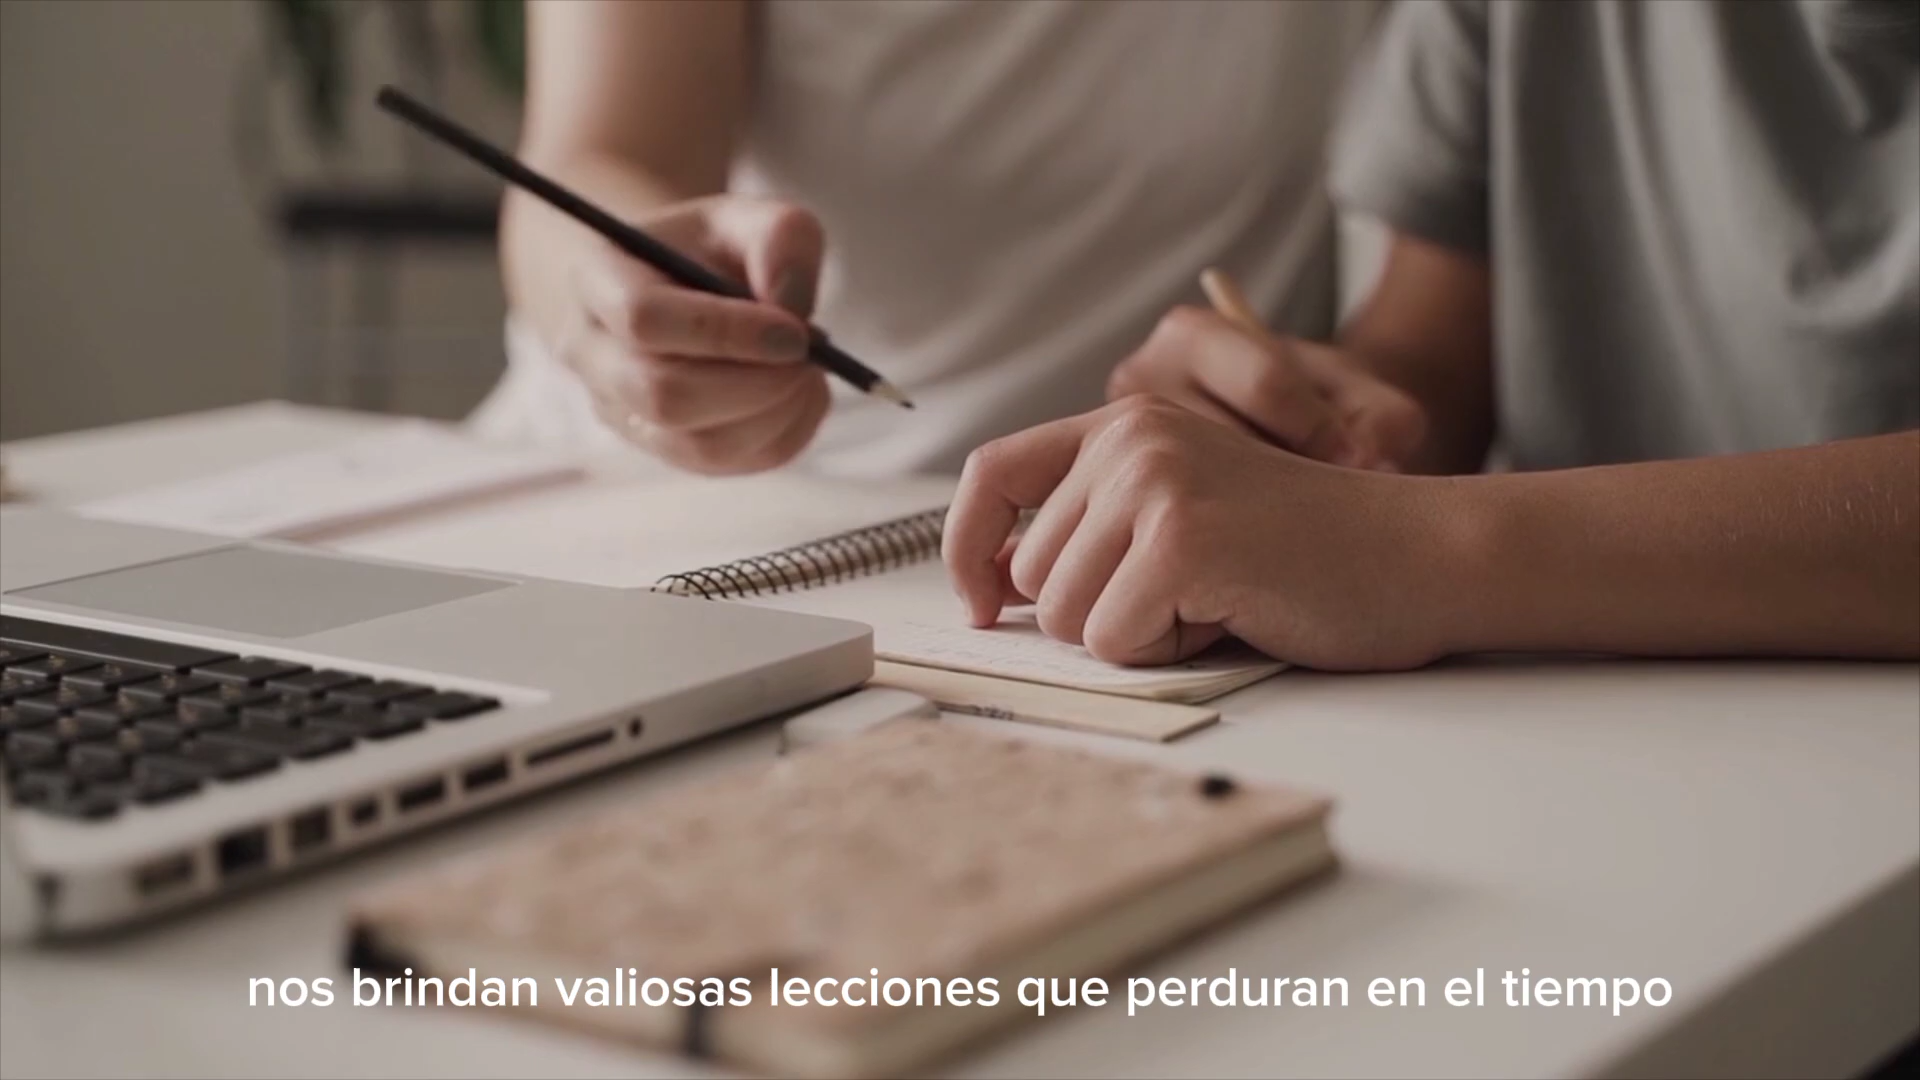 nos brindan valiosas lecciones que perduran en el tiempo